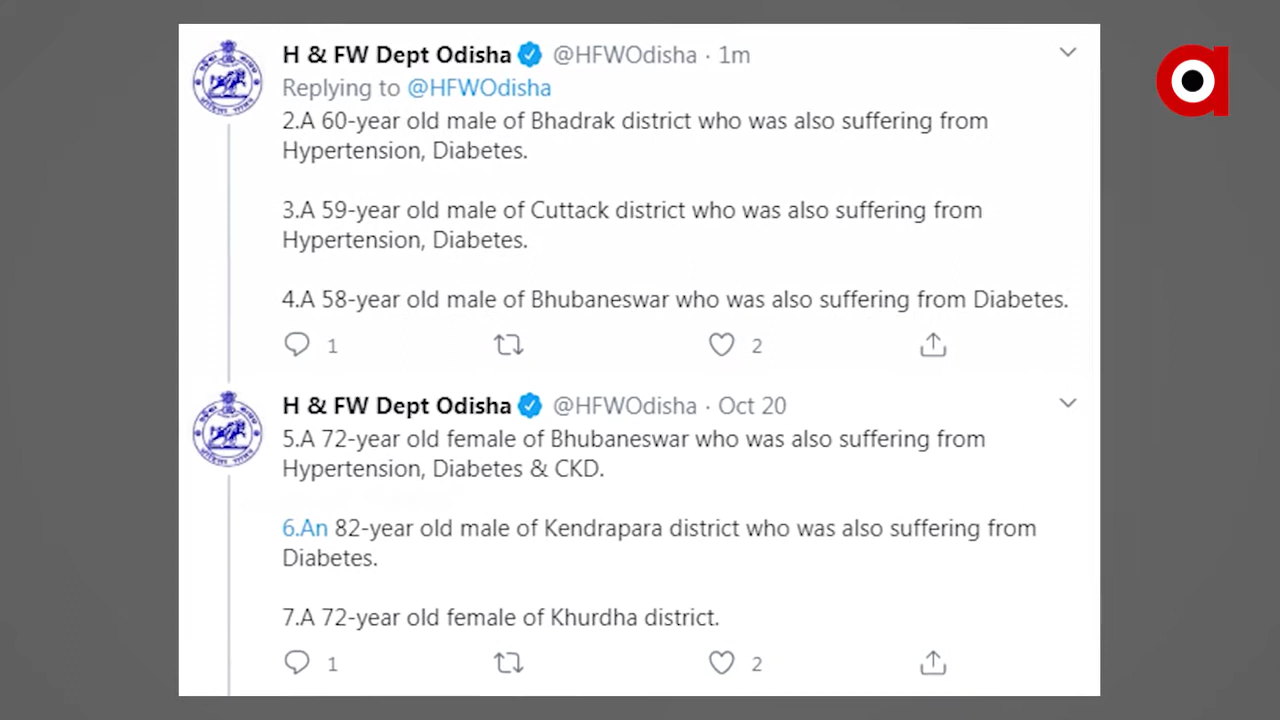 H & FW Dept Odisha @HFWOdisha · 1m
Replying to @HFWOdisha
2.A 60-year old male of Bhadrak district who was also suffering from
Hypertension, Diabetes.
3.A 59-year old male of Cuttack district who was also suffering from
Hypertension, Diabetes.
4.A 58-year old male of Bhubaneswar who was also suffering from Diabetes.
1 2
H & FW Dept Odisha @HFWOdisha · Oct 20
5.A 72-year old female of Bhubaneswar who was also suffering from
Hypertension, Diabetes & CKD.
6.An 82-year old male of Kendrapara district who was also suffering from
Diabetes.
7.A 72-year old female of Khurdha district.
1 2